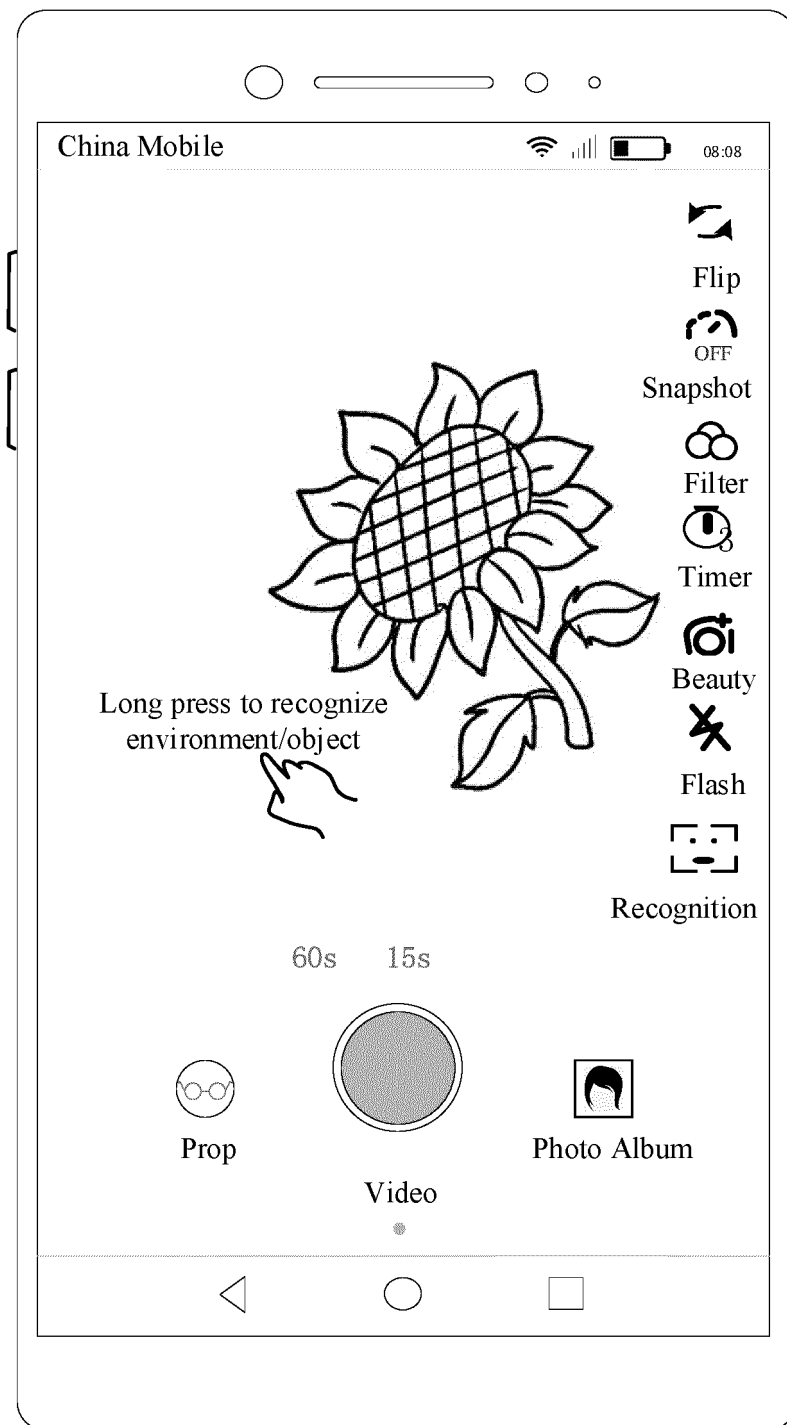 China Mobile 08:08
Flip
OFF
Snapshot
Filter
3
Timer
Beauty
Long press to recognize
environment/object
Flash
Recognition
60s 15s
Prop
Photo Album
Video